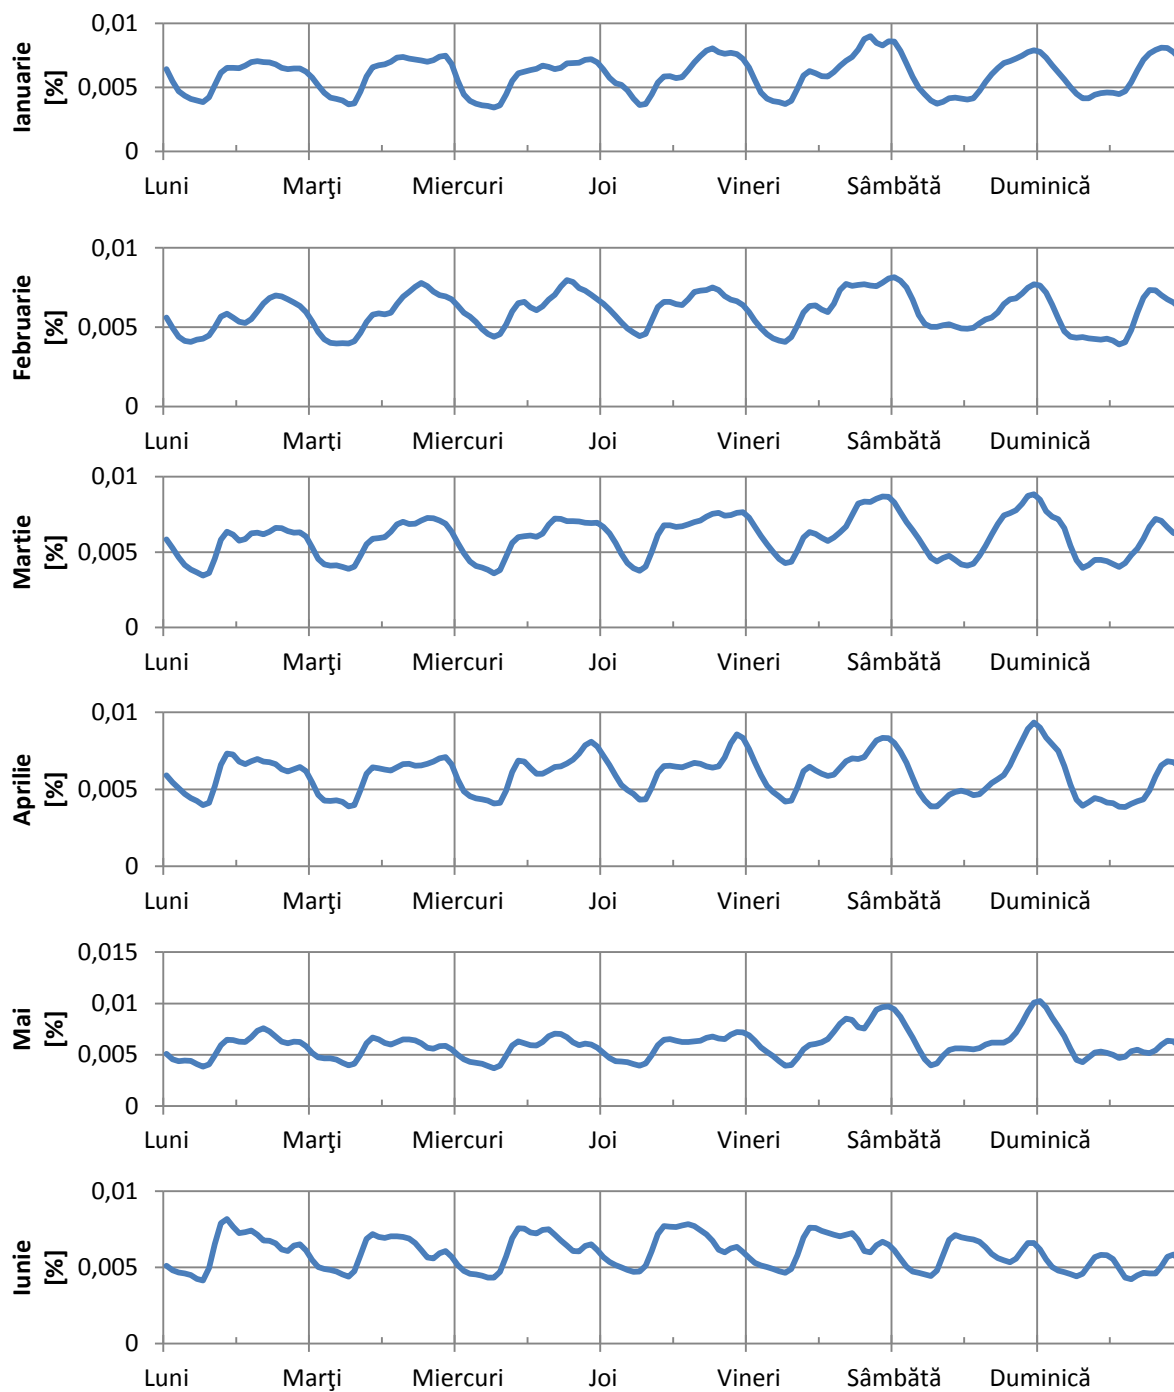 Ianuarie
[%]
0,01
0,005
0
Luni Marţi Miercuri Joi Vineri Sâmbătă Duminică
Februarie
[%]
0,01
0,005
0
Luni Marţi Miercuri Joi Vineri Sâmbătă Duminică
Martie
[%]
0,01
0,005
0
Luni Marţi Miercuri Joi Vineri Sâmbătă Duminică
Aprilie
[%]
0,01
0,005
0
Luni Marţi Miercuri Joi Vineri Sâmbătă Duminică
Mai
[%]
0,015
0,01
0,005
0
Luni Marţi Miercuri Joi Vineri Sâmbătă Duminică
Iunie
[%]
0,01
0,005
0
Luni Marţi Miercuri Joi Vineri Sâmbătă Duminică